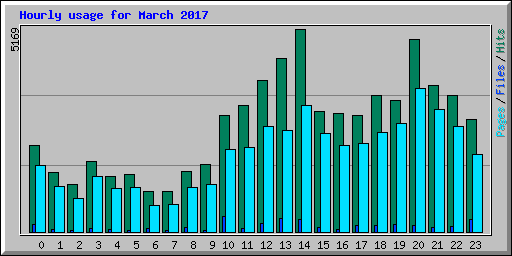 Hourly usage for March 2017
5169
Pages/Files/Hits
0 1 2 3 4 5 6 7 8 9 10 11 12 13 14 15 16 17 18 19 20 21 22 23